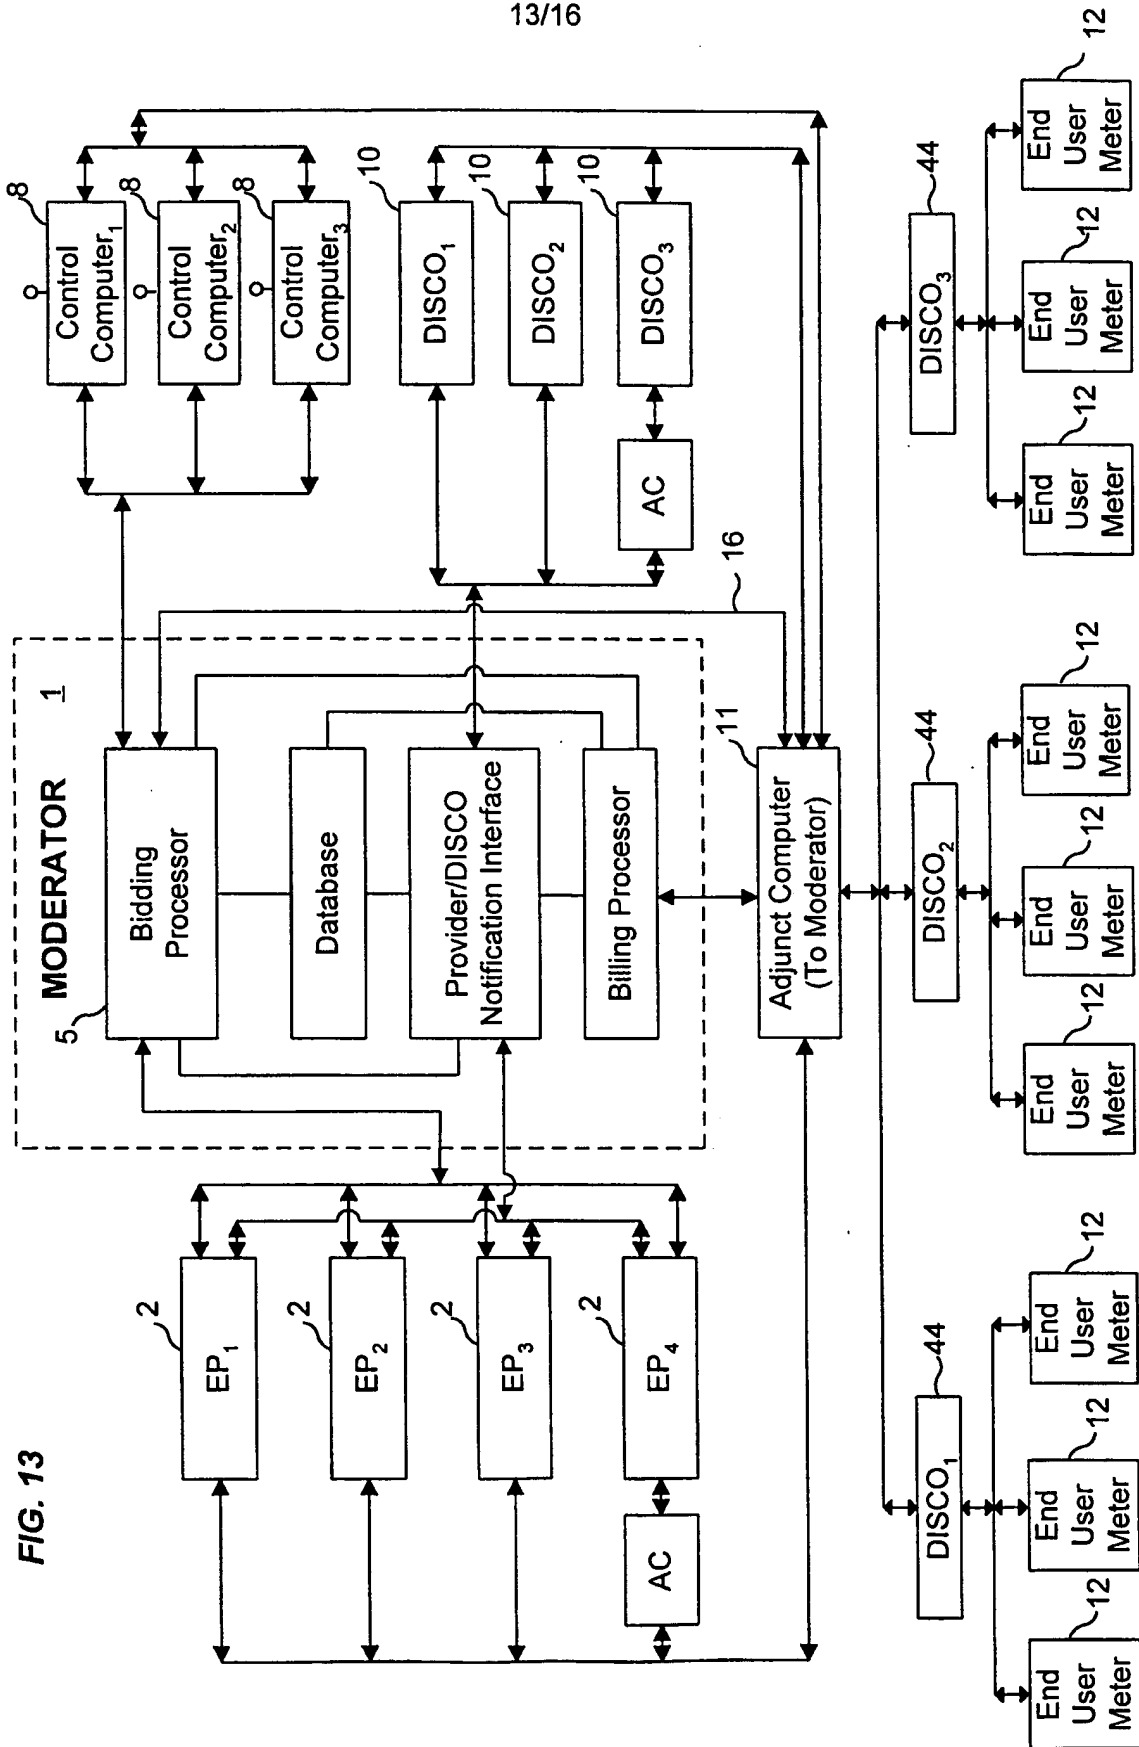 13/16
FIG. 13
MODERATOR
1
5
Bidding
Processor
Database
Provider/DISCO
Notification Interface
Billing Processor
2
EP1
2
EP2
2
EP3
2
EP4
AC
8
Control
Computer1
8
Control
Computer2
8
Control
Computer3
10
DISCO1
10
DISCO2
10
DISCO3
AC
16
11
Adjunct Computer
(To Moderator)
44
DISCO1
44
DISCO2
44
DISCO3
12
End
User
Meter
12
End
User
Meter
12
End
User
Meter
12
End
User
Meter
12
End
User
Meter
12
End
User
Meter
12
End
User
Meter
12
End
User
Meter
12
End
User
Meter